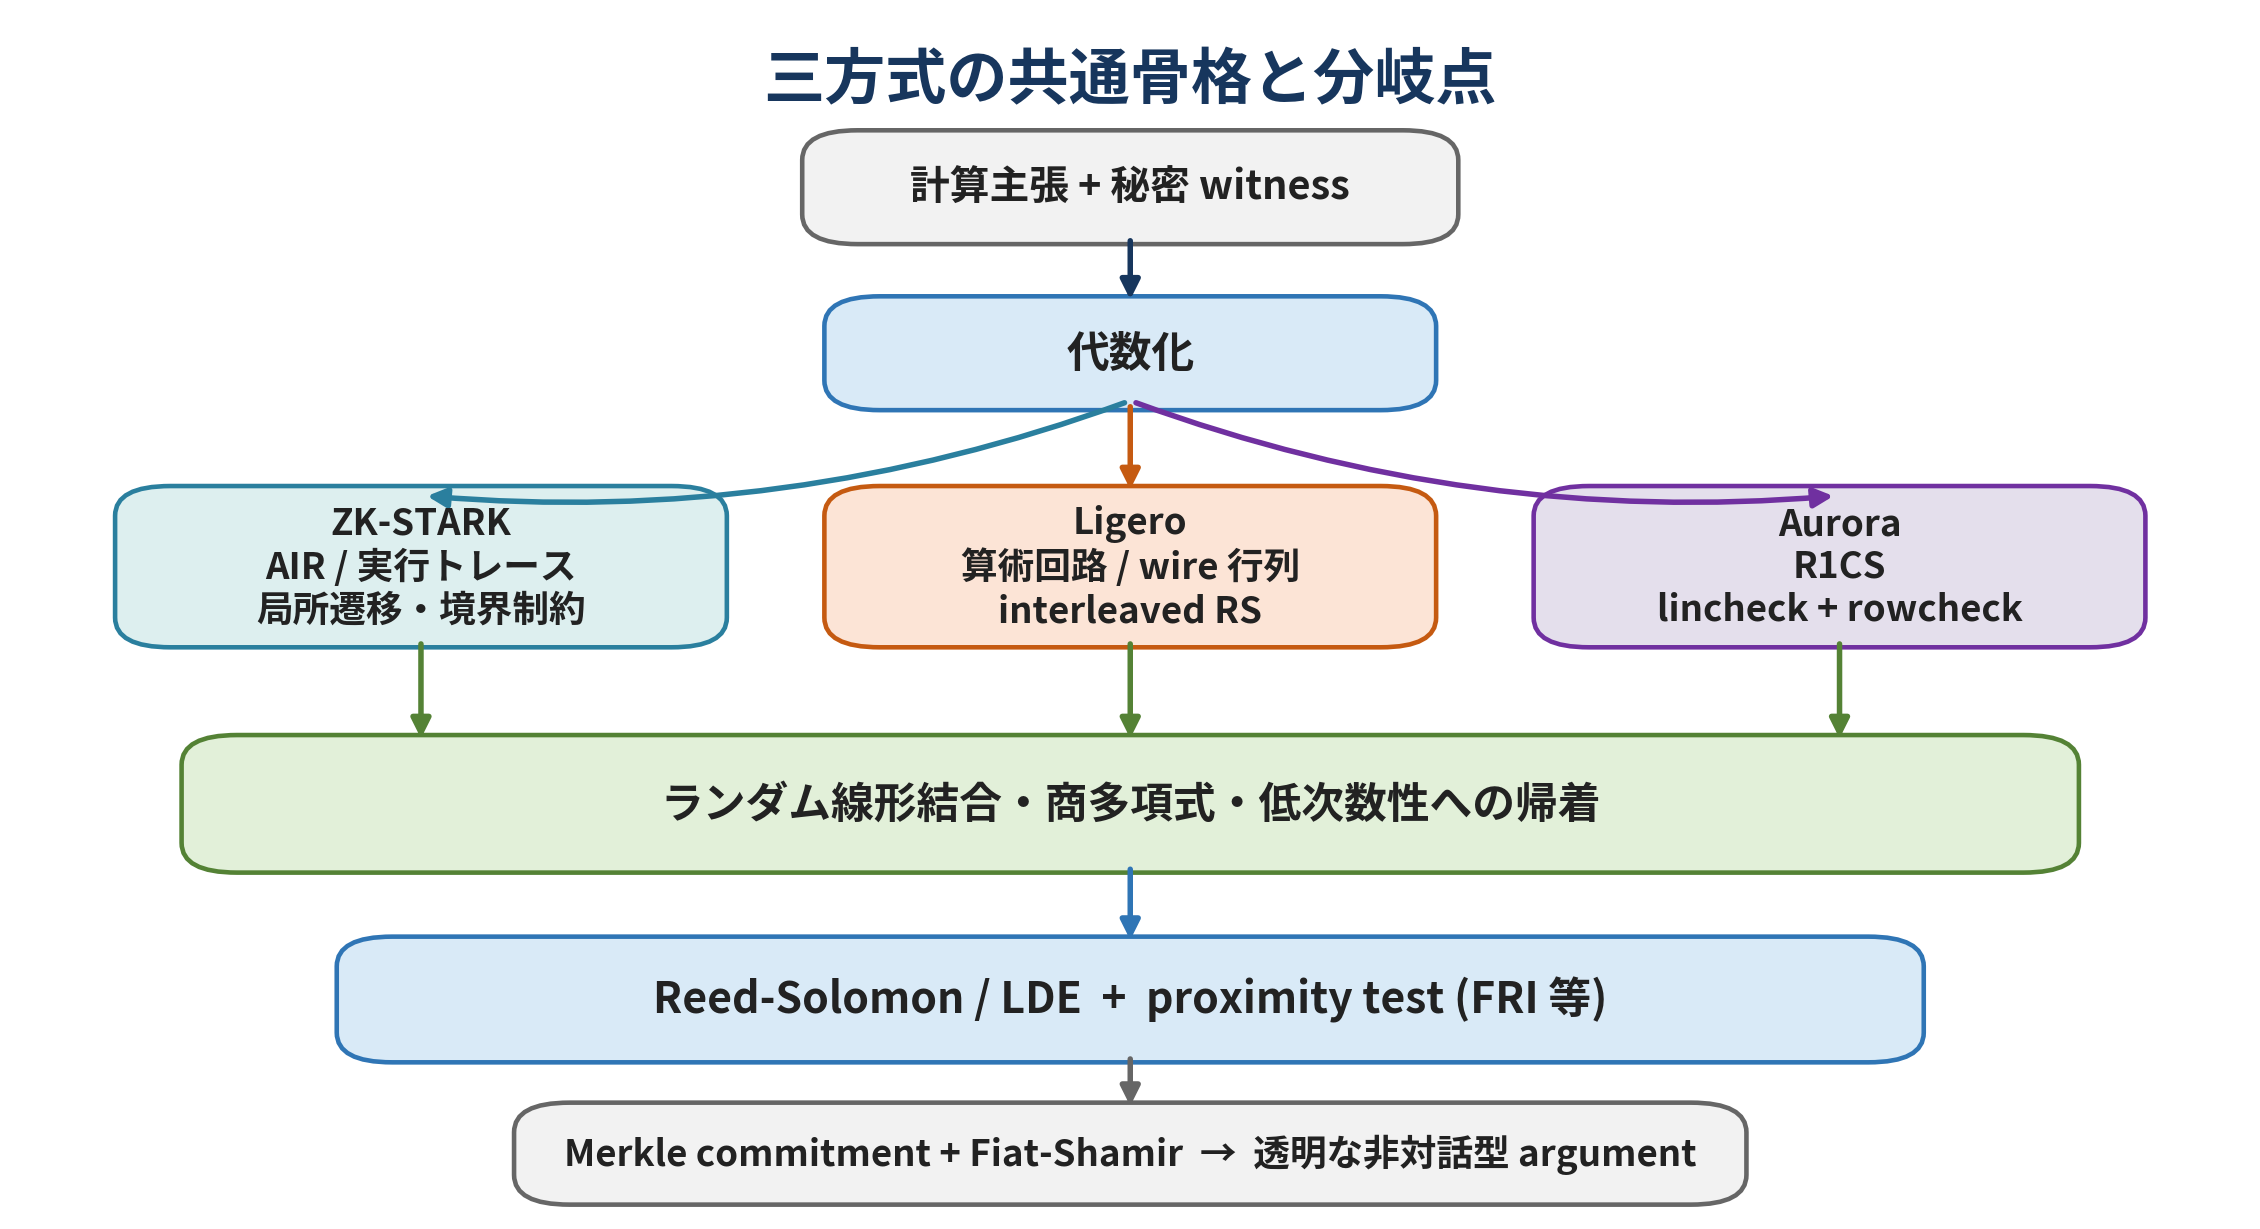 三方式の共通骨格と分岐点
計算主張 + 秘密 witness
代数化
ZK-STARK
AIR / 実行トレース
局所遷移・境界制約
Ligero
算術回路 / wire 行列
interleaved RS
Aurora
R1CS
lincheck + rowcheck
ランダム線形結合・商多項式・低次数性への帰着
Reed-Solomon / LDE + proximity test (FRI 等)
Merkle commitment + Fiat-Shamir → 透明な非対話型 argument